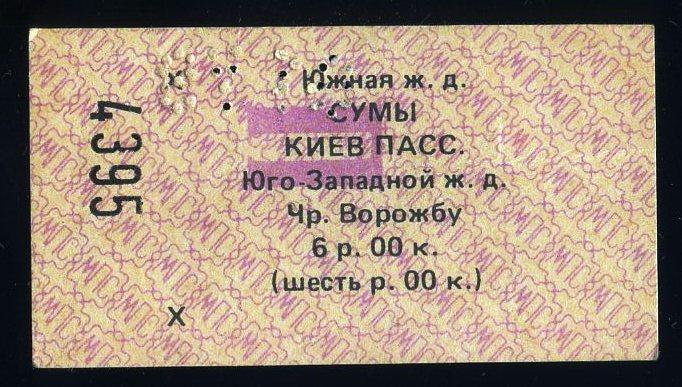 Южная ж. д.
СУМЫ
КИЕВ ПАСС.
Юго-Западной ж. д.
Чр. Ворожбу
6 р. 00 к.
(шесть р. 00 к.)
4395
х